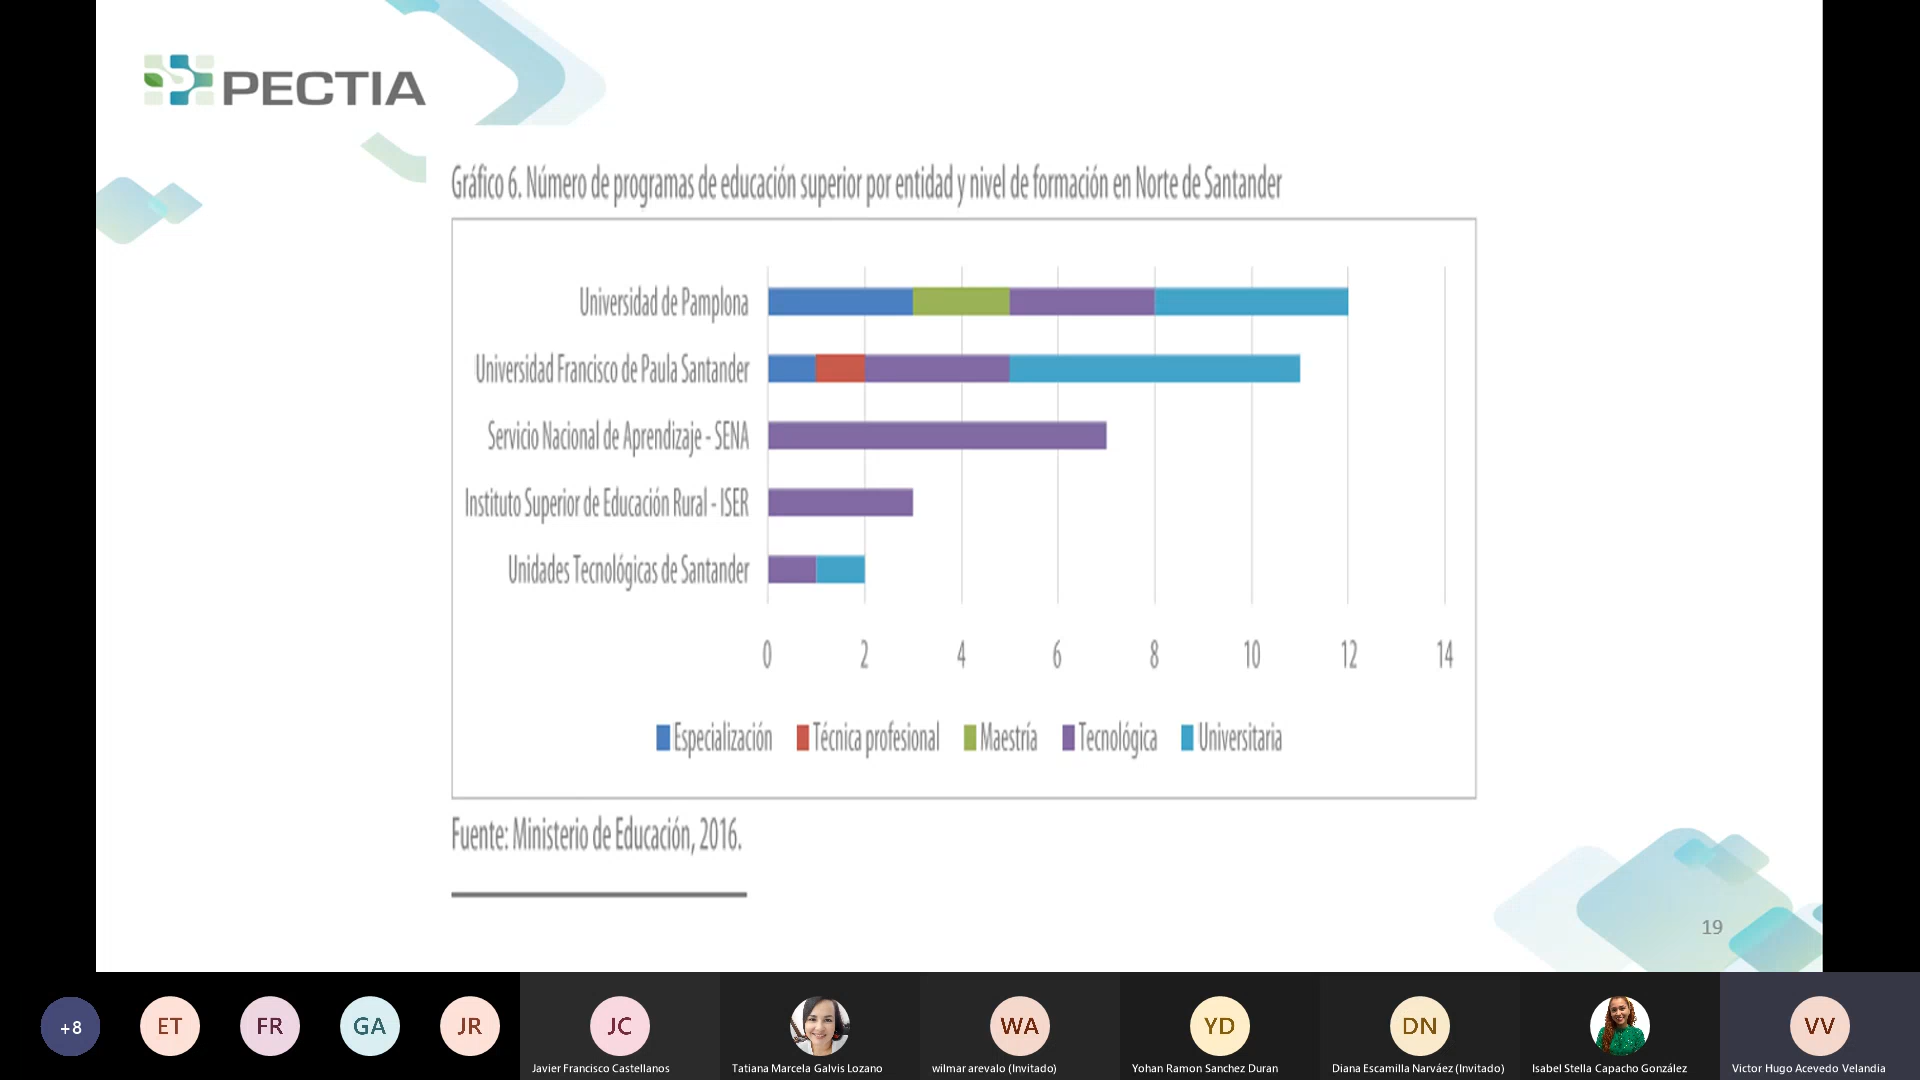 PECTIA
Gráfico 6. Número de programas de educación superior por entidad y nivel de formación en Norte de Santander
Universidad de Pamplona
Universidad Francisco de Paula Santander
Servicio Nacional de Aprendizaje - SENA
Instituto Superior de Educación Rural - ISER
Unidades Tecnológicas de Santander
0 2 4 6 8 10 12 14
Especialización Técnica profesional Maestría Tecnológica Universitaria
Fuente: Ministerio de Educación, 2016.
19
+8 ET FR GA JR JC WA YD DN VV
Javier Francisco Castellanos Tatiana Marcela Galvis Lozano wilmar arevalo (Invitado) Yohan Ramon Sanchez Duran Diana Escamilla Narváez (Invitado) Isabel Stella Capacho González Victor Hugo Acevedo Velandia